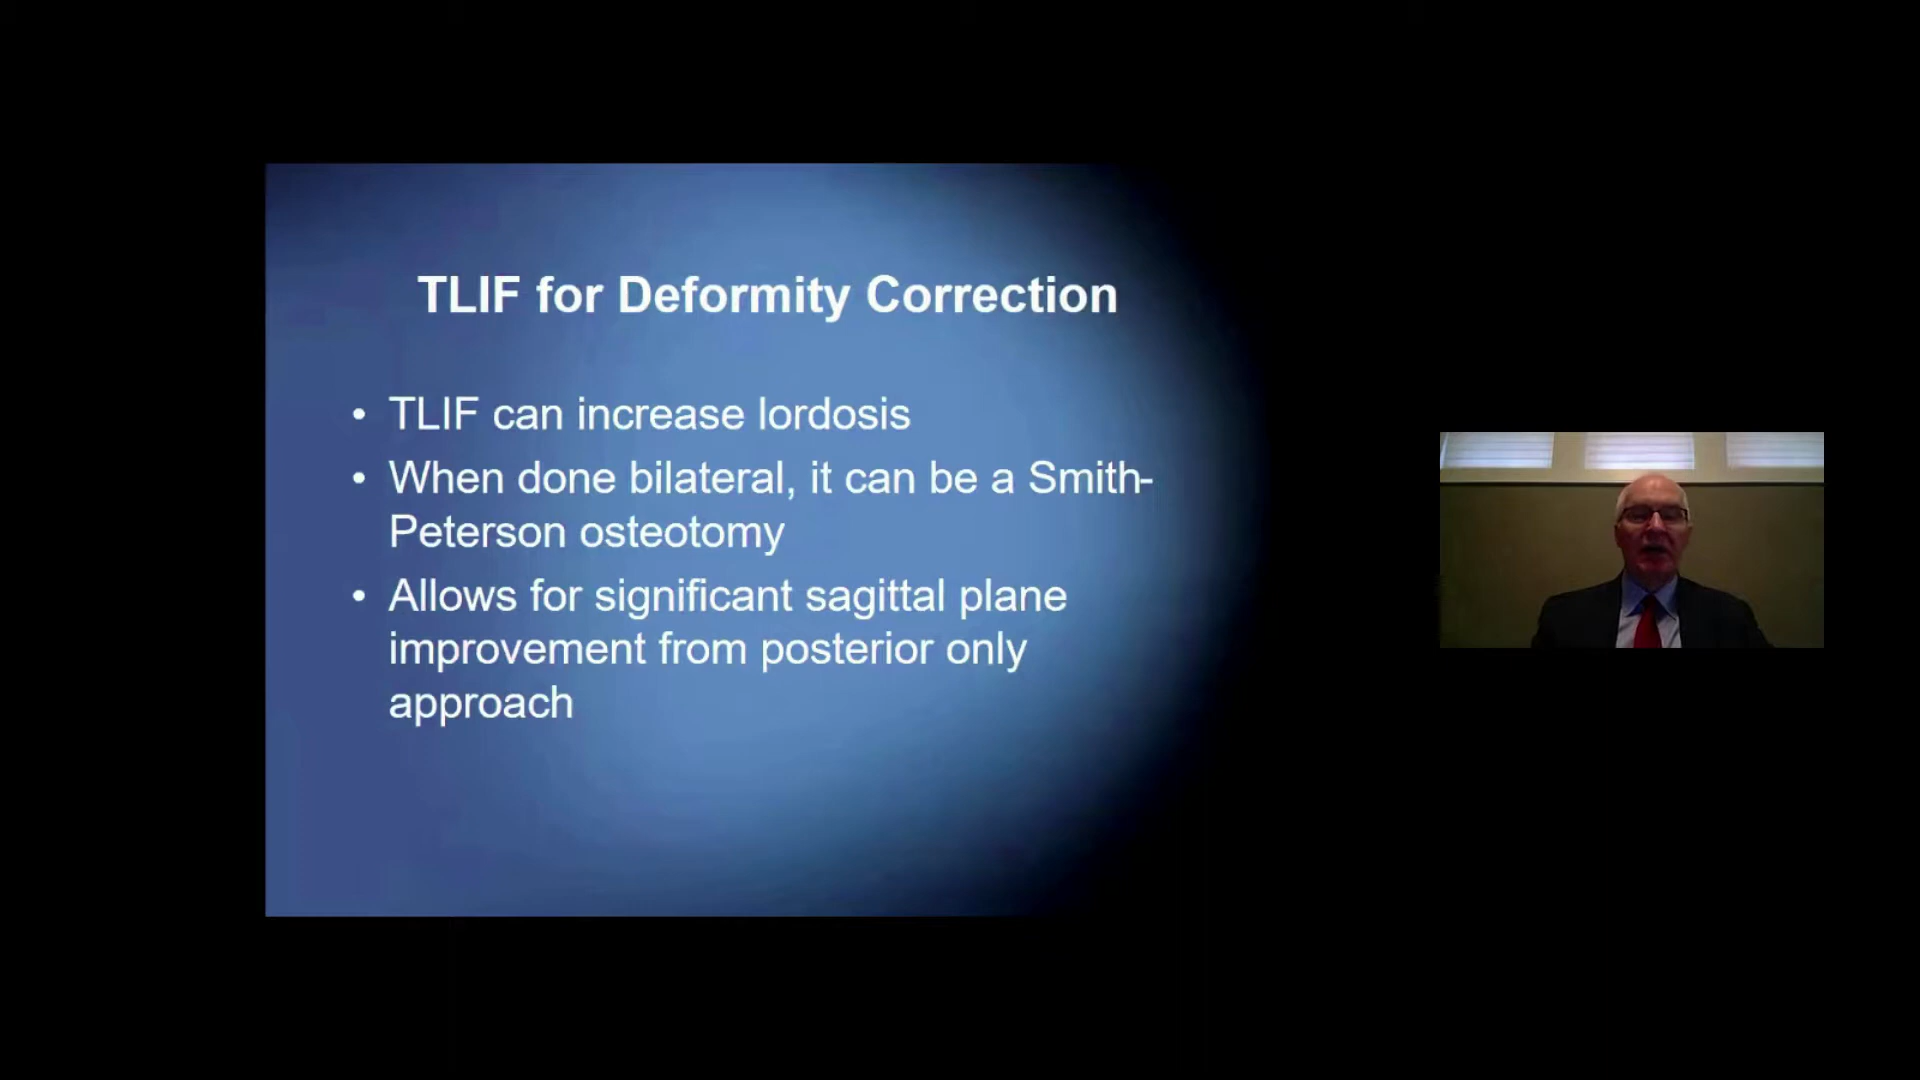 TLIF for Deformity Correction
• TLIF can increase lordosis
• When done bilateral, it can be a Smith-
Peterson osteotomy
• Allows for significant sagittal plane
improvement from posterior only
approach